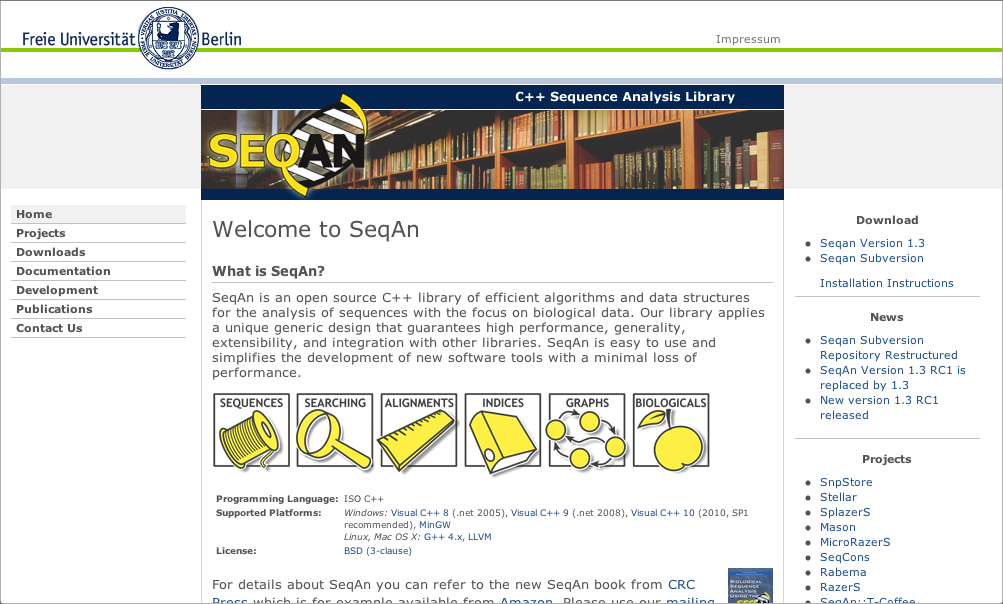 Freie Universität Berlin
Impressum
C++ Sequence Analysis Library
SEQAN
Home
Projects
Downloads
Documentation
Development
Publications
Contact Us
Welcome to SeqAn
What is SeqAn?
SeqAn is an open source C++ library of efficient algorithms and data structures
for the analysis of sequences with the focus on biological data. Our library applies
a unique generic design that guarantees high performance, generality,
extensibility, and integration with other libraries. SeqAn is easy to use and
simplifies the development of new software tools with a minimal loss of
performance.
SEQUENCES SEARCHING ALIGNMENTS INDICES GRAPHS BIOLOGICALS
Programming Language: ISO C++
Supported Platforms: Windows: Visual C++ 8 (.net 2005), Visual C++ 9 (.net 2008), Visual C++ 10 (2010, SP1
recommended), MinGW
Linux, Mac OS X: G++ 4.x, LLVM
License: BSD (3-clause)
For details about SeqAn you can refer to the new SeqAn book from CRC
Press which is for example available from Amazon. Please use our mailing
Download
Seqan Version 1.3
Seqan Subversion
Installation Instructions
News
Seqan Subversion
Repository Restructured
SeqAn Version 1.3 RC1 is
replaced by 1.3
New version 1.3 RC1
released
Projects
SnpStore
Stellar
SplazerS
Mason
MicroRazerS
SeqCons
Rabema
RazerS
SeqAn::T-Coffee